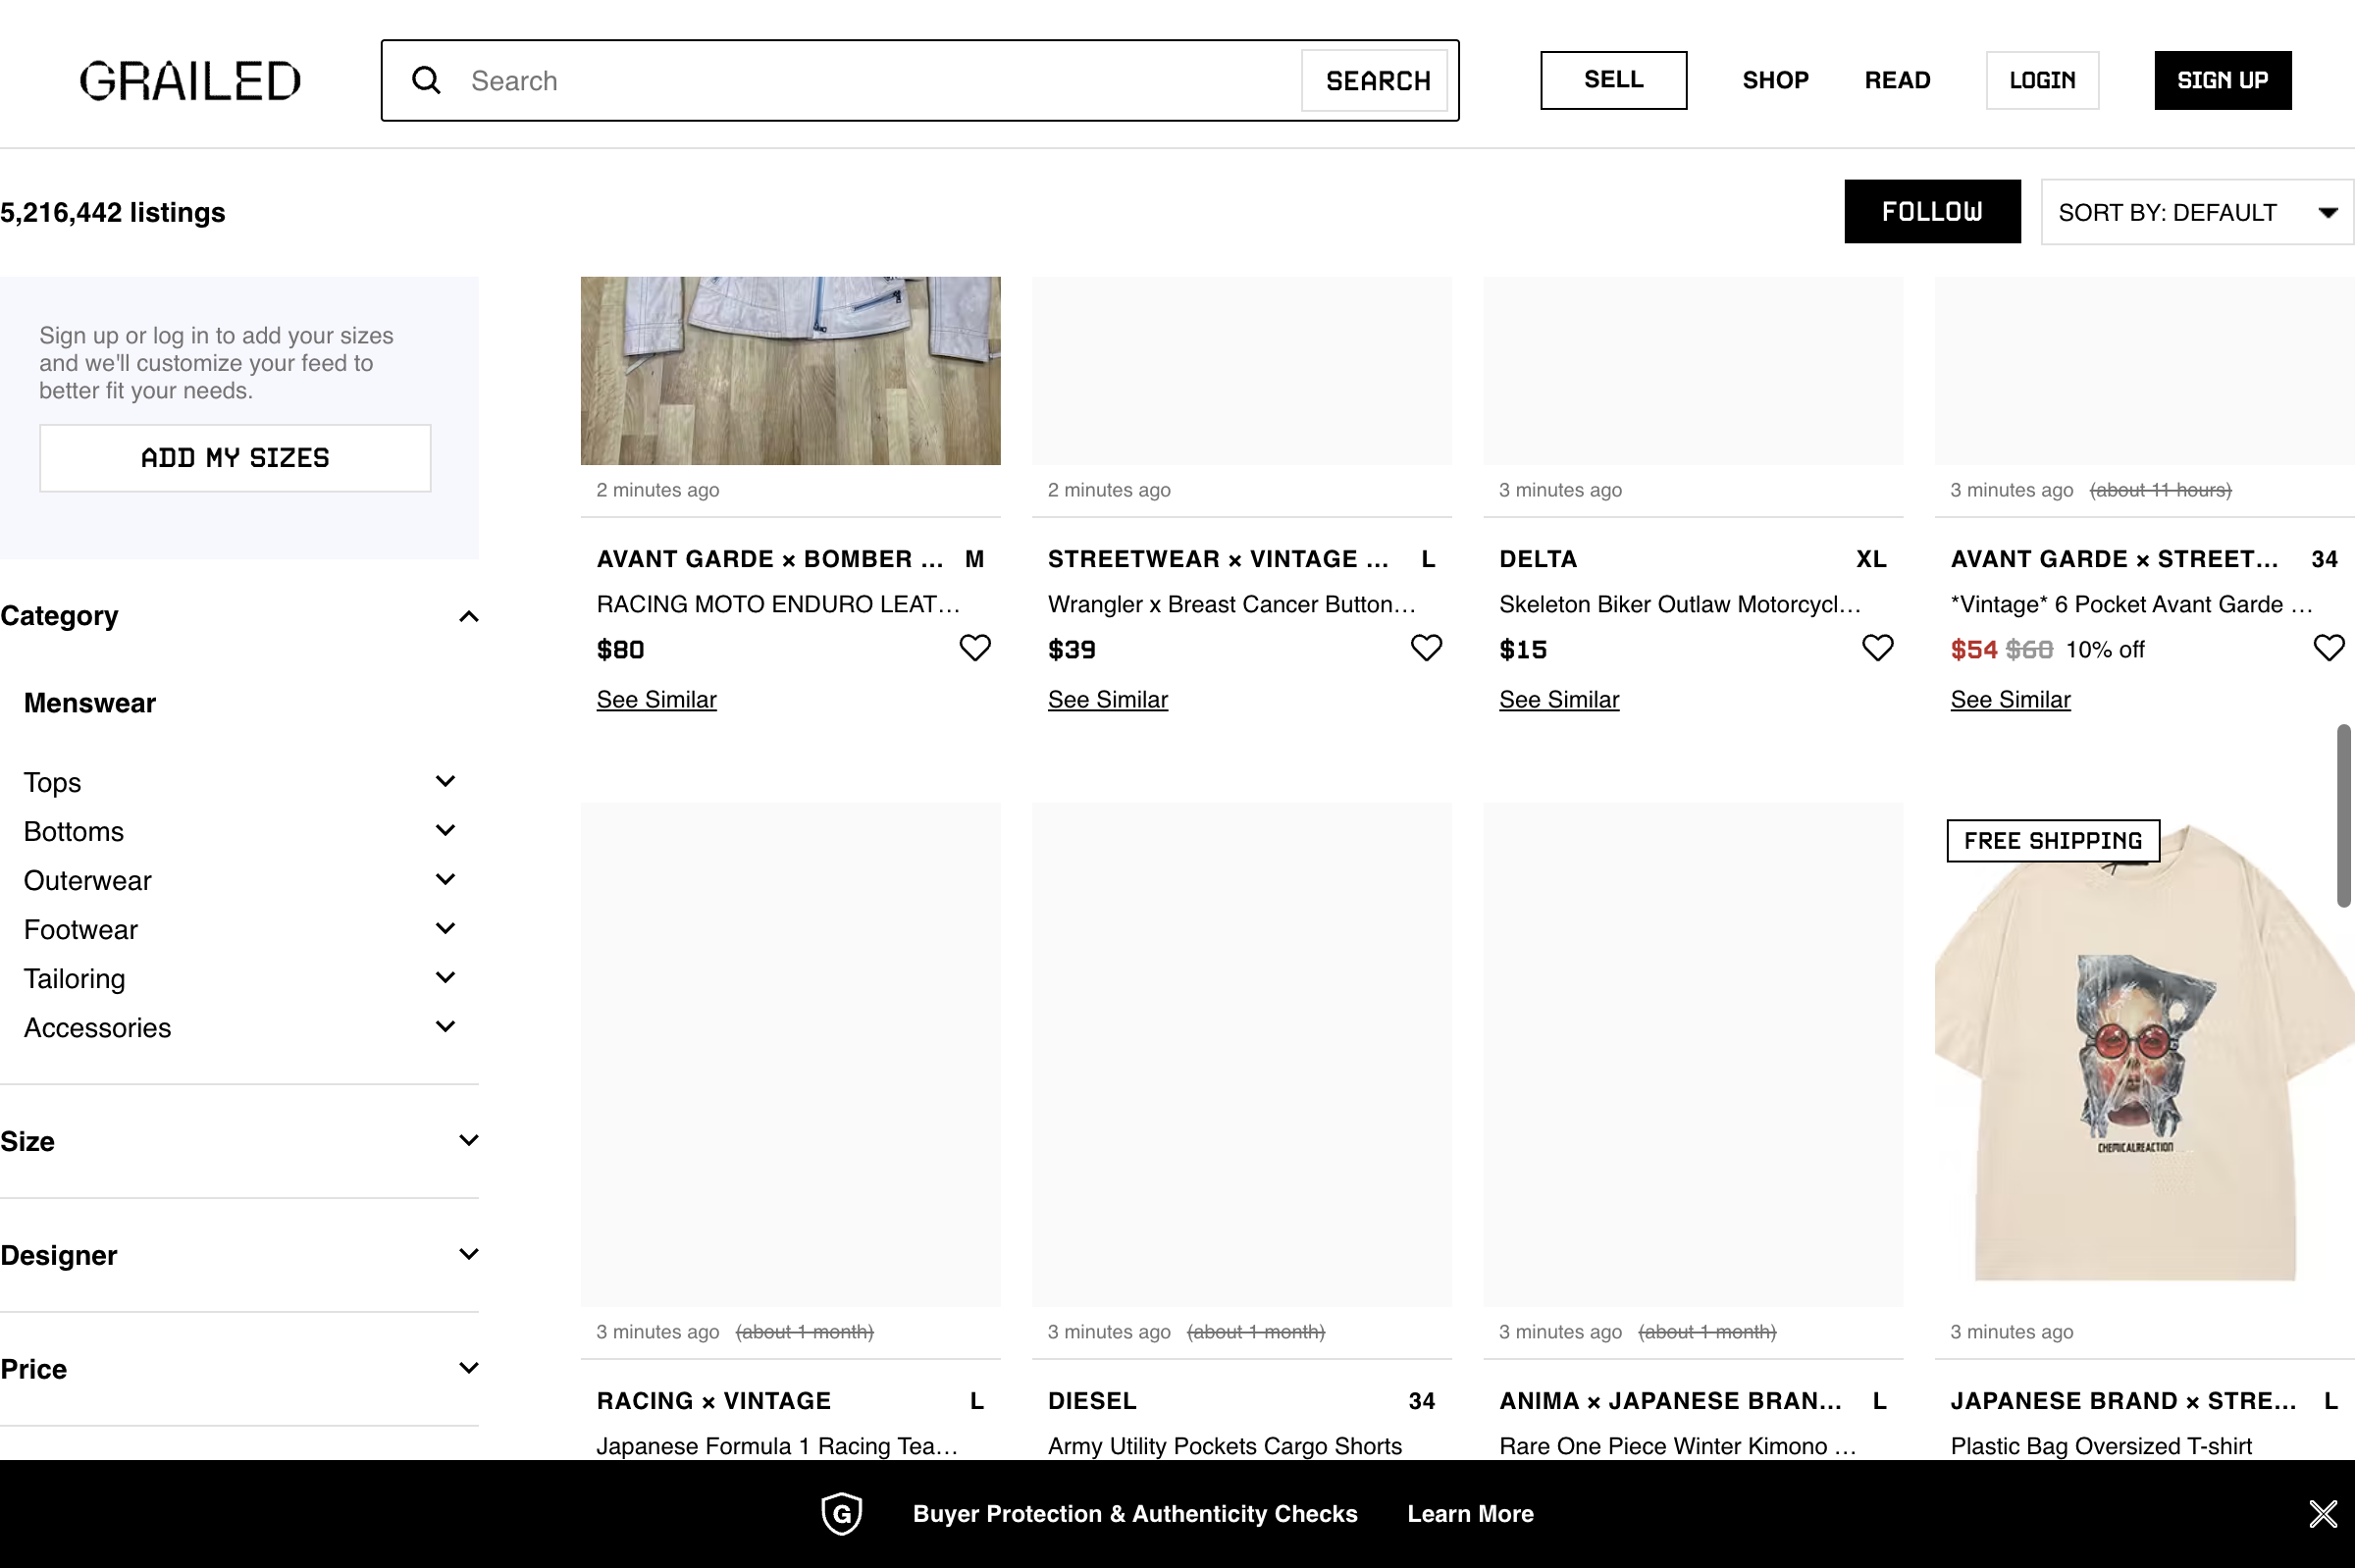 GRAILED
Search
SEARCH
SELL
SHOP
READ
LOGIN
SIGN UP
5,216,442 listings
FOLLOW
SORT BY: DEFAULT
Sign up or log in to add your sizes
and we'll customize your feed to
better fit your needs.
ADD MY SIZES
Category
Menswear
Tops
Bottoms
Outerwear
Footwear
Tailoring
Accessories
Size
Designer
Price
2 minutes ago
AVANT GARDE × BOMBER ... M
RACING MOTO ENDURO LEAT...
$80
See Similar
2 minutes ago
STREETWEAR × VINTAGE ... L
Wrangler x Breast Cancer Button...
$39
See Similar
3 minutes ago
DELTA XL
Skeleton Biker Outlaw Motorcycl...
$15
See Similar
3 minutes ago (about 11 hours)
AVANT GARDE × STREET... 34
*Vintage* 6 Pocket Avant Garde ...
$54 $60 10% off
See Similar
3 minutes ago (about 1 month)
RACING × VINTAGE L
Japanese Formula 1 Racing Tea...
3 minutes ago (about 1 month)
DIESEL 34
Army Utility Pockets Cargo Shorts
3 minutes ago (about 1 month)
ANIMA × JAPANESE BRAN... L
Rare One Piece Winter Kimono ...
FREE SHIPPING
CHEMICALREACTION
3 minutes ago
JAPANESE BRAND × STRE... L
Plastic Bag Oversized T-shirt
G
Buyer Protection & Authenticity Checks
Learn More